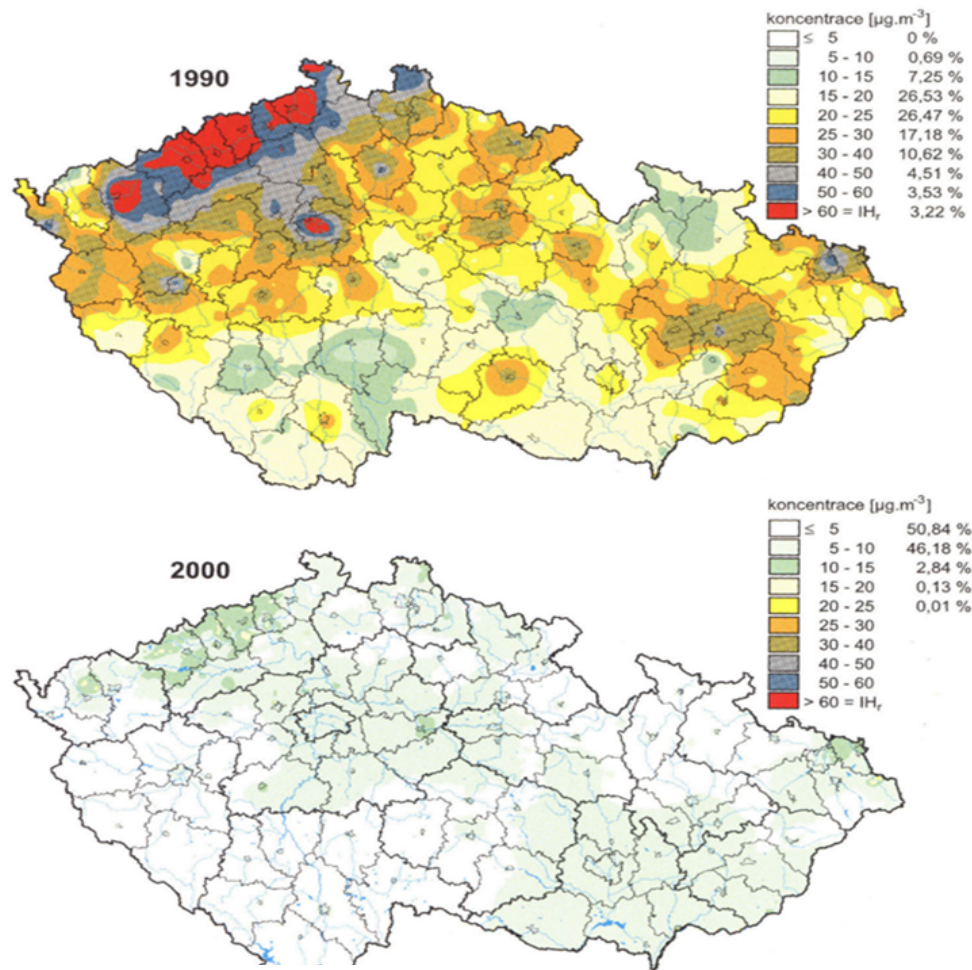 koncentrace [µg.m⁻³]
≤ 5 0 %
5 - 10 0,69 %
10 - 15 7,25 %
15 - 20 26,53 %
20 - 25 26,47 %
25 - 30 17,18 %
30 - 40 10,62 %
40 - 50 4,51 %
50 - 60 3,53 %
> 60 = IHᵣ 3,22 %
1990
koncentrace [µg.m⁻³]
≤ 5 50,84 %
5 - 10 46,18 %
10 - 15 2,84 %
15 - 20 0,13 %
20 - 25 0,01 %
25 - 30
30 - 40
40 - 50
50 - 60
> 60 = IHᵣ
2000